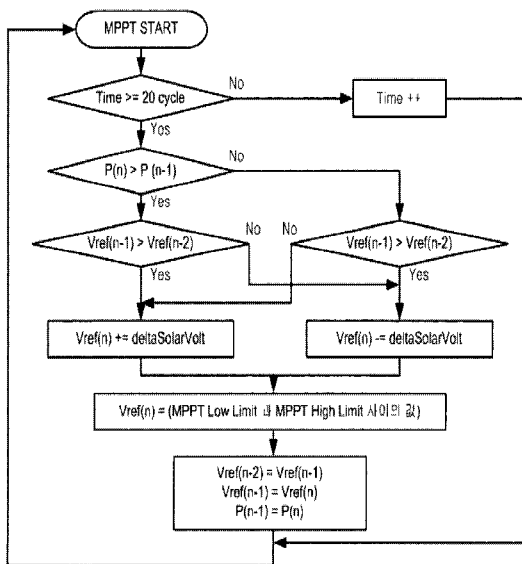 MPPT START
Time >= 20 cycle
No
Time ++
Yes
P(n) > P (n-1)
No
Yes
Vref(n-1) > Vref(n-2)
No
No
Vref(n-1) > Vref(n-2)
Yes
Yes
Vref(n) += deltaSolarVolt
Vref(n) -= deltaSolarVolt
Vref(n) = (MPPT Low Limit 과 MPPT High Limit 사이의 값)
Vref(n-2) = Vref(n-1)
Vref(n-1) = Vref(n)
P(n-1) = P(n)